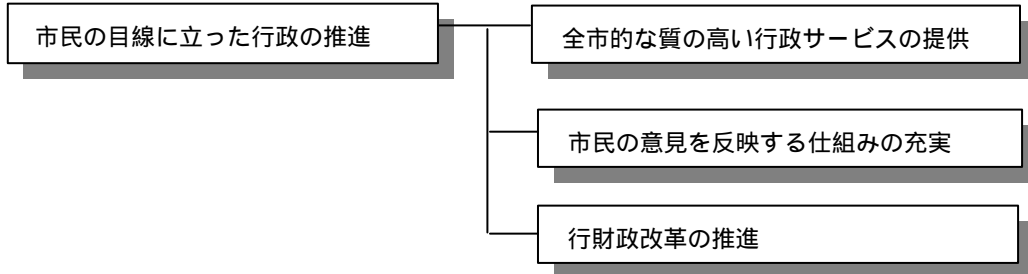 市民の目線に立った行政の推進
全市的な質の高い行政サービスの提供
市民の意見を反映する仕組みの充実
行財政改革の推進